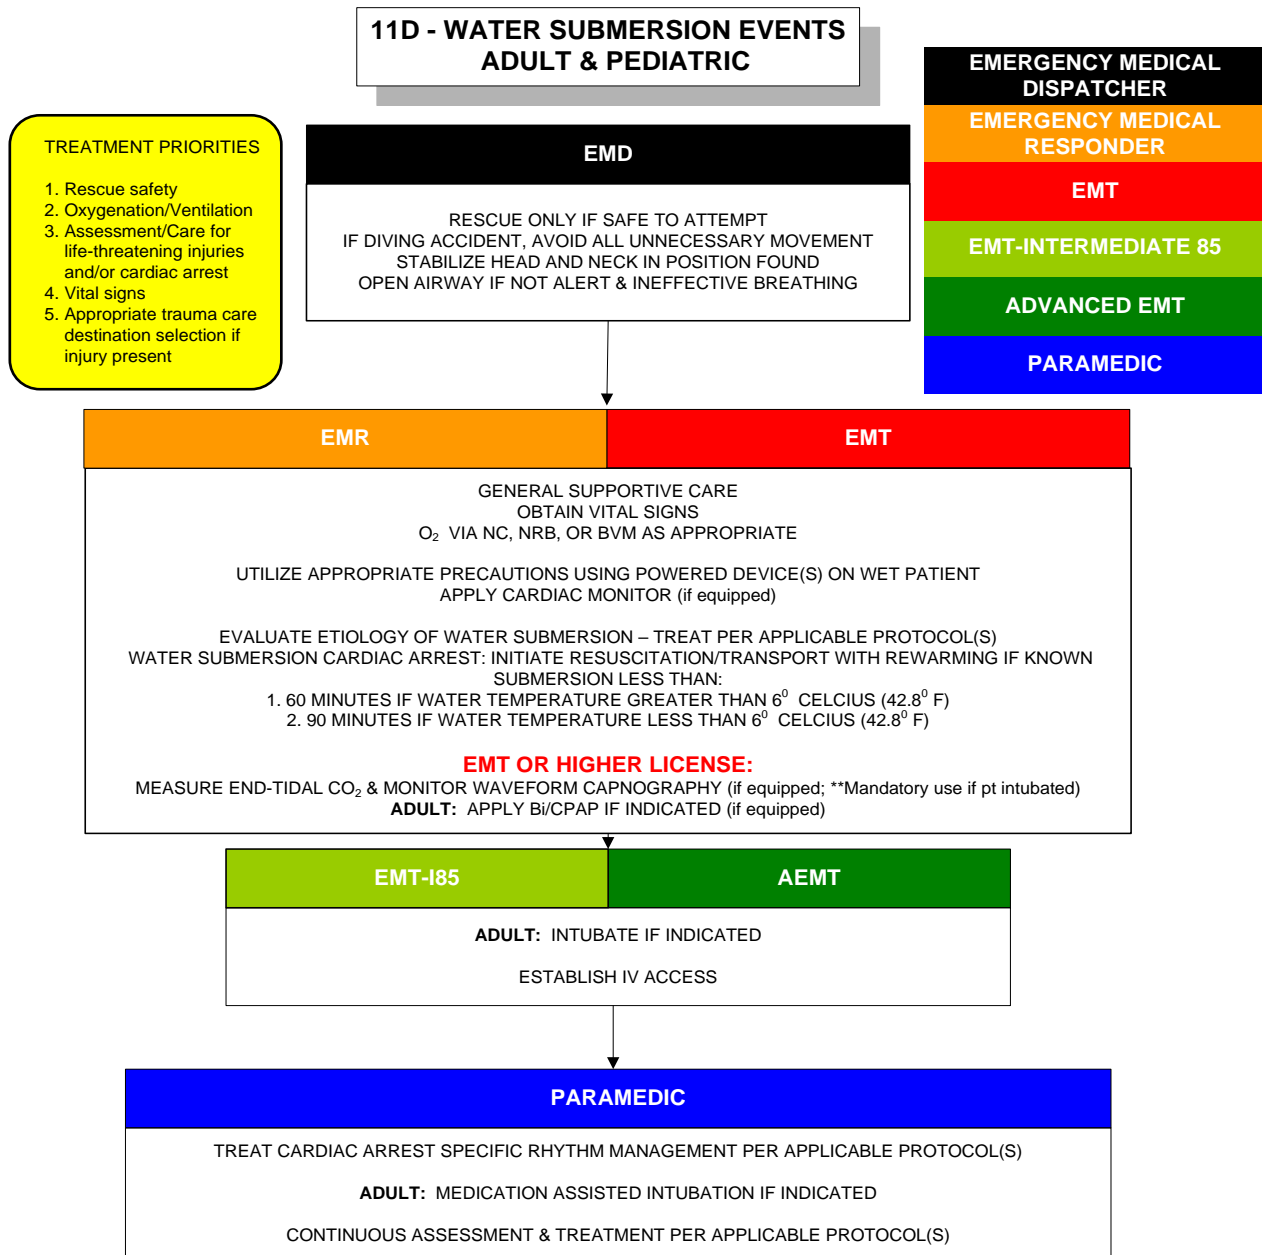 11D - WATER SUBMERSION EVENTS
ADULT & PEDIATRIC
EMERGENCY MEDICAL
DISPATCHER
EMERGENCY MEDICAL
RESPONDER
EMT
EMT-INTERMEDIATE 85
ADVANCED EMT
PARAMEDIC
TREATMENT PRIORITIES
1. Rescue safety
2. Oxygenation/Ventilation
3. Assessment/Care for
life-threatening injuries
and/or cardiac arrest
4. Vital signs
5. Appropriate trauma care
destination selection if
injury present
EMD
RESCUE ONLY IF SAFE TO ATTEMPT
IF DIVING ACCIDENT, AVOID ALL UNNECESSARY MOVEMENT
STABILIZE HEAD AND NECK IN POSITION FOUND
OPEN AIRWAY IF NOT ALERT & INEFFECTIVE BREATHING
EMR
EMT
GENERAL SUPPORTIVE CARE
OBTAIN VITAL SIGNS
O₂ VIA NC, NRB, OR BVM AS APPROPRIATE
UTILIZE APPROPRIATE PRECAUTIONS USING POWERED DEVICE(S) ON WET PATIENT
APPLY CARDIAC MONITOR (if equipped)
EVALUATE ETIOLOGY OF WATER SUBMERSION – TREAT PER APPLICABLE PROTOCOL(S)
WATER SUBMERSION CARDIAC ARREST: INITIATE RESUSCITATION/TRANSPORT WITH REWARMING IF KNOWN
SUBMERSION LESS THAN:
1. 60 MINUTES IF WATER TEMPERATURE GREATER THAN 6⁰ CELCIUS (42.8⁰ F)
2. 90 MINUTES IF WATER TEMPERATURE LESS THAN 6⁰ CELCIUS (42.8⁰ F)
EMT OR HIGHER LICENSE:
MEASURE END-TIDAL CO₂ & MONITOR WAVEFORM CAPNOGRAPHY (if equipped; **Mandatory use if pt intubated)
ADULT: APPLY Bi/CPAP IF INDICATED (if equipped)
EMT-I85
AEMT
ADULT: INTUBATE IF INDICATED
ESTABLISH IV ACCESS
PARAMEDIC
TREAT CARDIAC ARREST SPECIFIC RHYTHM MANAGEMENT PER APPLICABLE PROTOCOL(S)
ADULT: MEDICATION ASSISTED INTUBATION IF INDICATED
CONTINUOUS ASSESSMENT & TREATMENT PER APPLICABLE PROTOCOL(S)